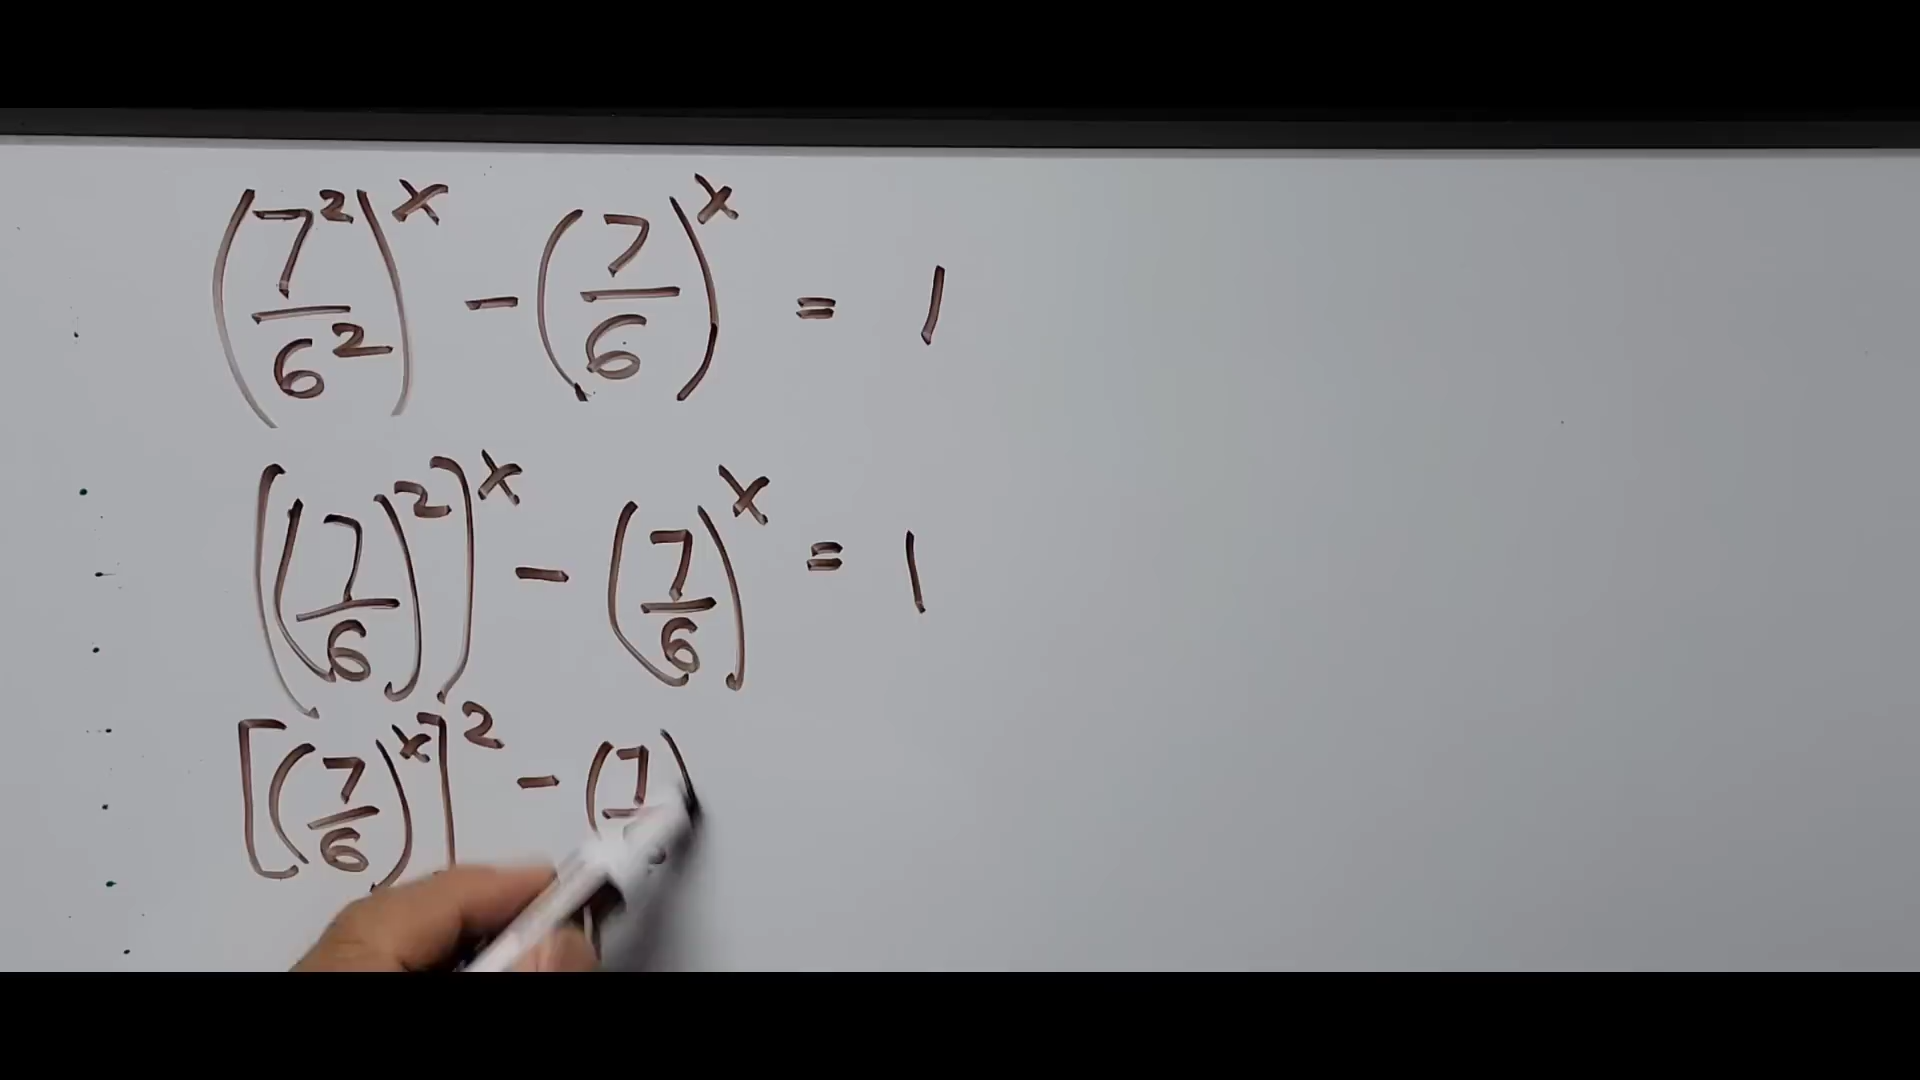 (7²/6²)ˣ - (7/6)ˣ = 1
((7/6)²)ˣ - (7/6)ˣ = 1
[(7/6)ˣ]² - (7/